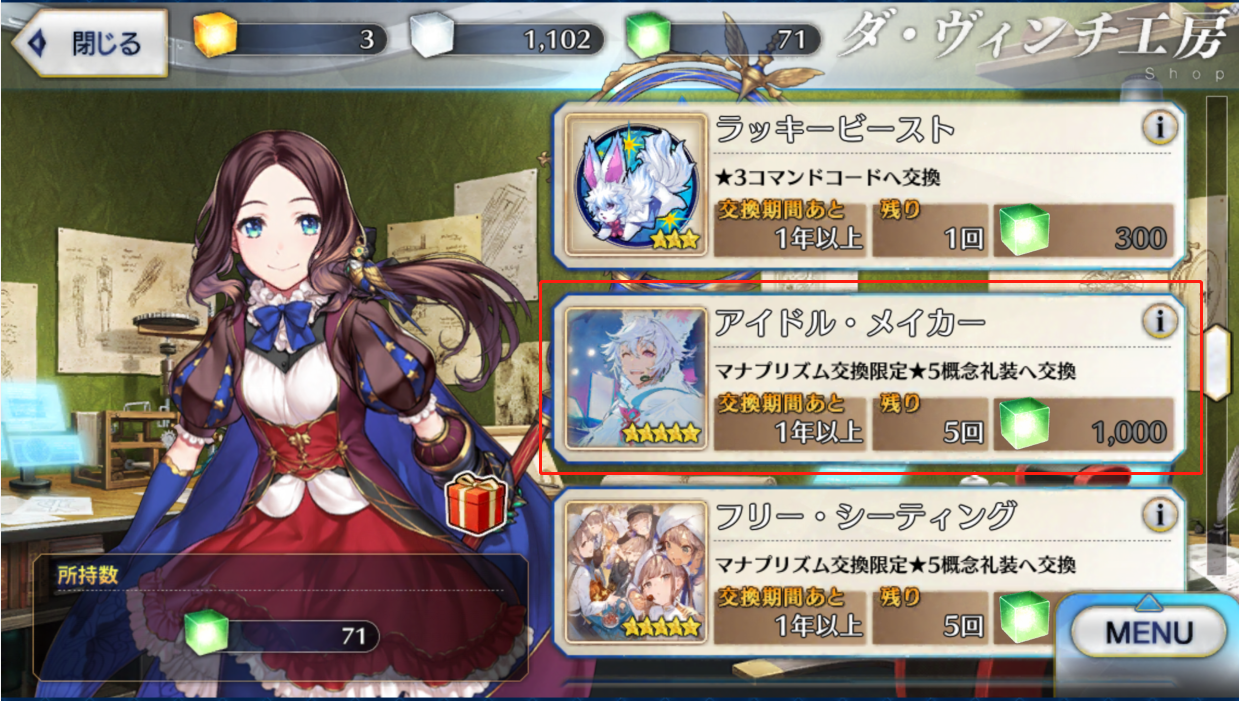 閉じる
3
1,102
71
ダ・ヴィンチ工房
Shop
ラッキービースト
★3コマンドコードへ交換
交換期間あと 残り
1年以上 1回 300
アイドル・メイカー
マナプリズム交換限定★5概念礼装へ交換
交換期間あと 残り
1年以上 5回 1,000
フリー・シーティング
マナプリズム交換限定★5概念礼装へ交換
交換期間あと 残り
1年以上 5回
所持数
71
MENU